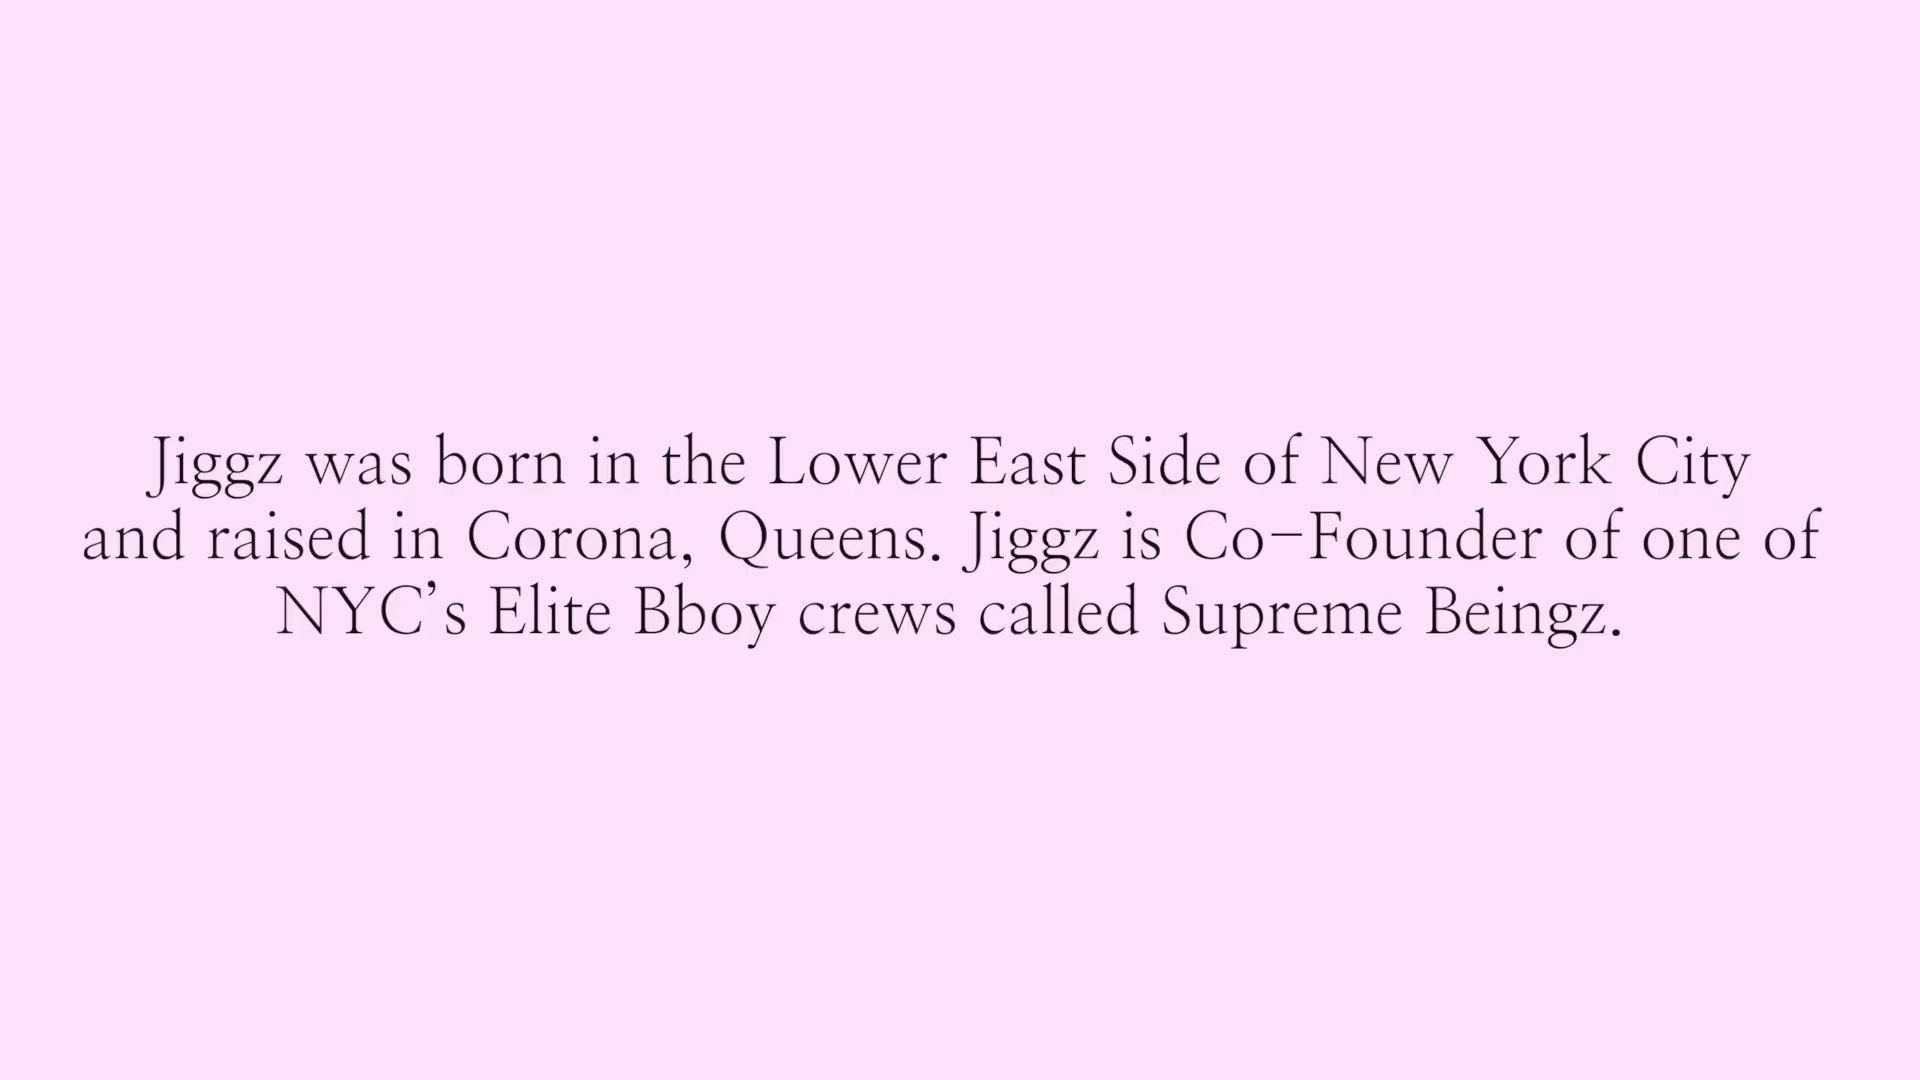 Jiggz was born in the Lower East Side of New York City
and raised in Corona, Queens. Jiggz is Co-Founder of one of
NYC’s Elite Bboy crews called Supreme Beingz.